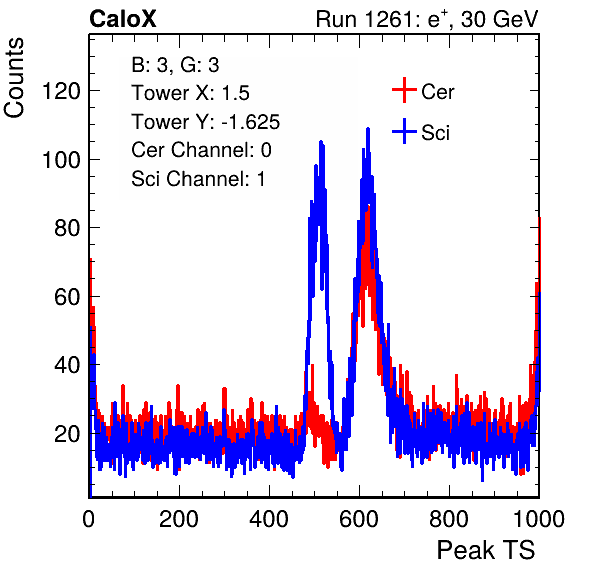 CaloX Run 1261: e⁺, 30 GeV
Counts
B: 3, G: 3
Tower X: 1.5
Tower Y: -1.625
Cer Channel: 0
Sci Channel: 1
Cer
Sci
120
100
80
60
40
20
0 200 400 600 800 1000
Peak TS